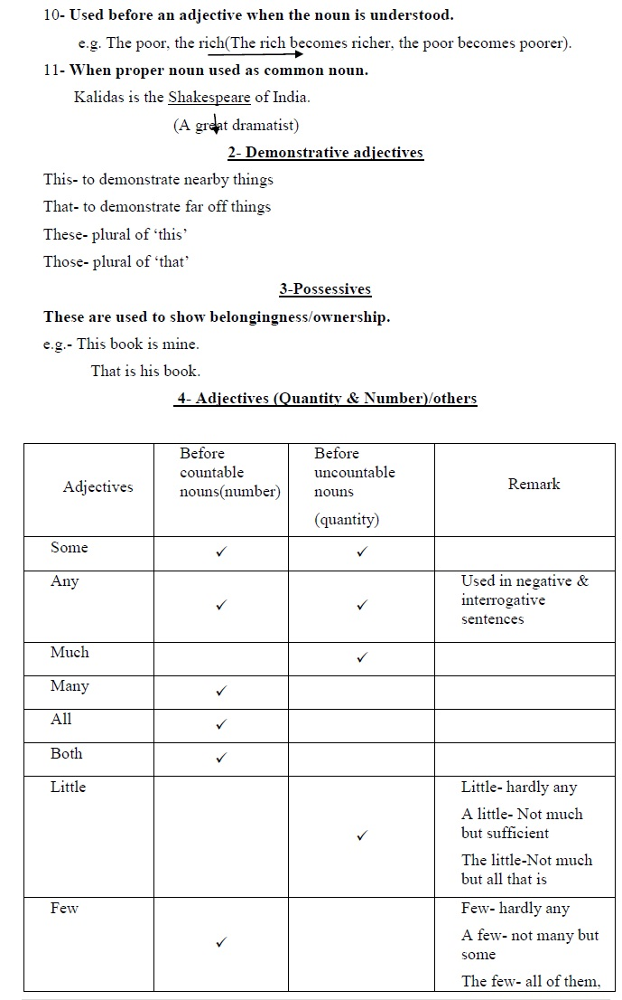 10- Used before an adjective when the noun is understood.
e.g. The poor, the rich(The rich becomes richer, the poor becomes poorer).
11- When proper noun used as common noun.
Kalidas is the Shakespeare of India.
(A great dramatist)
2- Demonstrative adjectives
This- to demonstrate nearby things
That- to demonstrate far off things
These- plural of ‘this’
Those- plural of ‘that’
3-Possessives
These are used to show belongingness/ownership.
e.g.- This book is mine.
That is his book.
4- Adjectives (Quantity & Number)/others
Adjectives
Before
countable
nouns(number)
Before
uncountable
nouns
(quantity)
Remark
Some
✓
✓
Any
✓
✓
Used in negative &
interrogative
sentences
Much
✓
Many
✓
All
✓
Both
✓
Little
✓
Little- hardly any
A little- Not much
but sufficient
The little-Not much
but all that is
Few
✓
Few- hardly any
A few- not many but
some
The few- all of them,